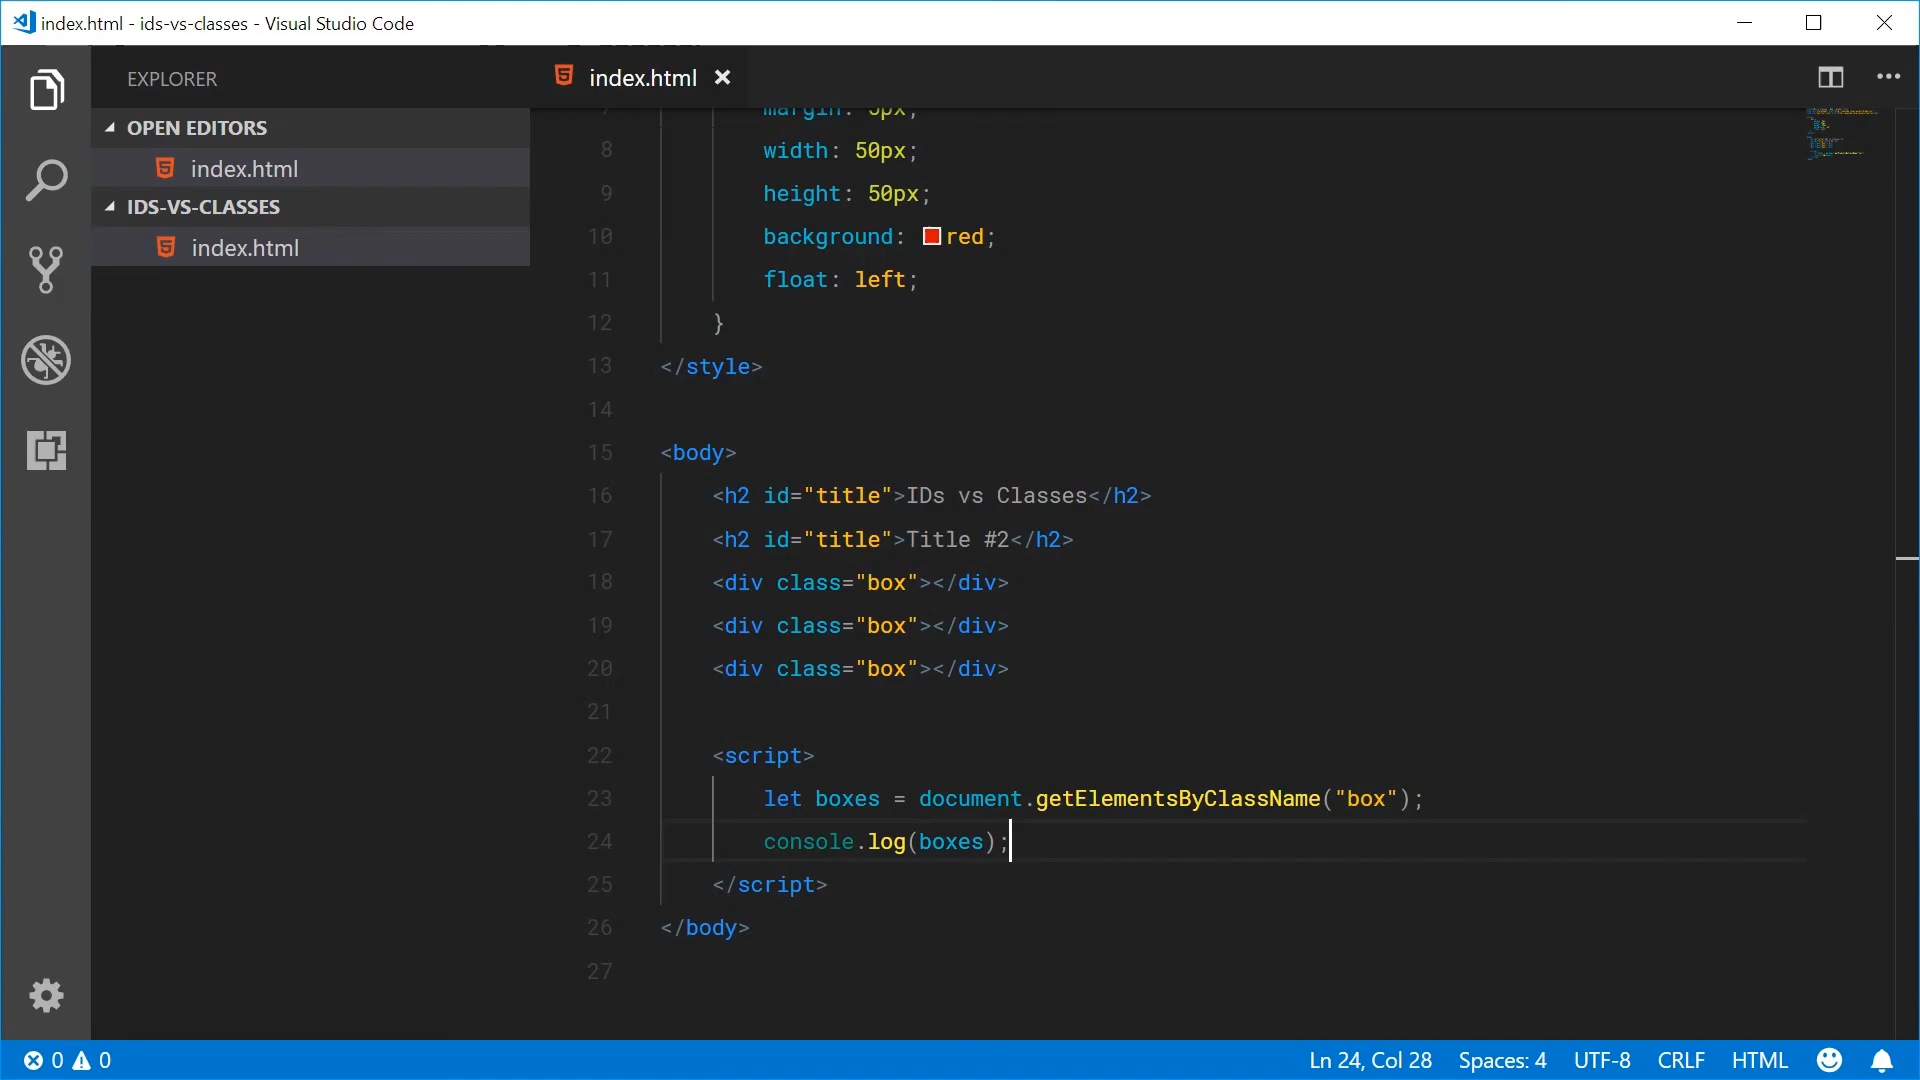 index.html - ids-vs-classes - Visual Studio Code
EXPLORER
OPEN EDITORS
index.html
IDS-VS-CLASSES
index.html
index.html
margin: 5px;
8 width: 50px;
9 height: 50px;
10 background: red;
11 float: left;
12 }
13 </style>
14
15 <body>
16 <h2 id="title">IDs vs Classes</h2>
17 <h2 id="title">Title #2</h2>
18 <div class="box"></div>
19 <div class="box"></div>
20 <div class="box"></div>
21
22 <script>
23 let boxes = document.getElementsByClassName("box");
24 console.log(boxes);
25 </script>
26 </body>
27
0 0 Ln 24, Col 28 Spaces: 4 UTF-8 CRLF HTML